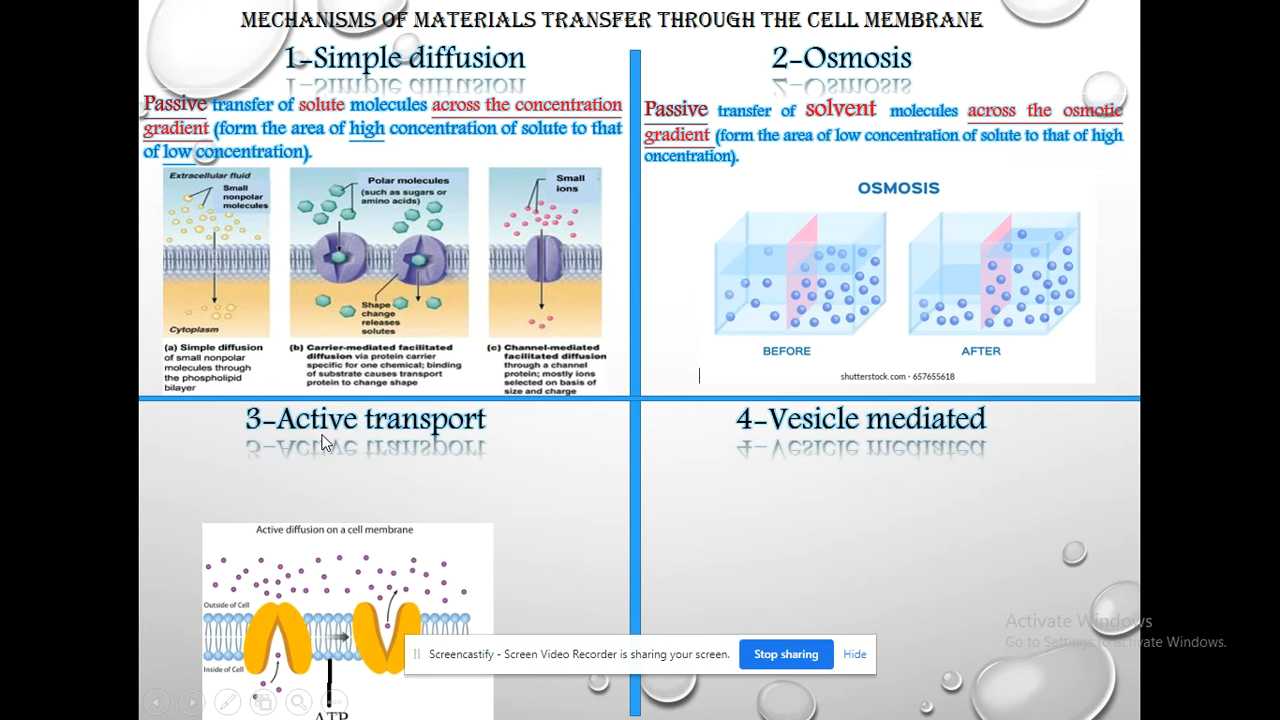 MECHANISMS OF MATERIALS TRANSFER THROUGH THE CELL MEMBRANE
1-Simple diffusion
Passive transfer of solute molecules across the concentration
gradient (form the area of high concentration of solute to that
of low concentration).
Extracellular fluid
Small
nonpolar
molecules
Cytoplasm
(a) Simple diffusion
of small nonpolar
molecules through
the phospholipid
bilayer
Polar molecules
(such as sugars or
amino acids)
Shape
change
releases
solutes
(b) Carrier-mediated facilitated
diffusion via protein carrier
specific for one chemical; binding
of substrate causes transport
protein to change shape
Small
ions
(c) Channel-mediated
facilitated diffusion
through a channel
protein; mostly ions
selected on basis of
size and charge
2-Osmosis
Passive transfer of solvent molecules across the osmotic
gradient (form the area of low concentration of solute to that of high
oncentration).
OSMOSIS
BEFORE
AFTER
shutterstock.com · 657655618
3-Active transport
Active diffusion on a cell membrane
Outside of Cell
Inside of Cell
ATP
4-Vesicle mediated
Activate Windows
Go to Settings to activate Windows.
Screencastify - Screen Video Recorder is sharing your screen.
Stop sharing
Hide